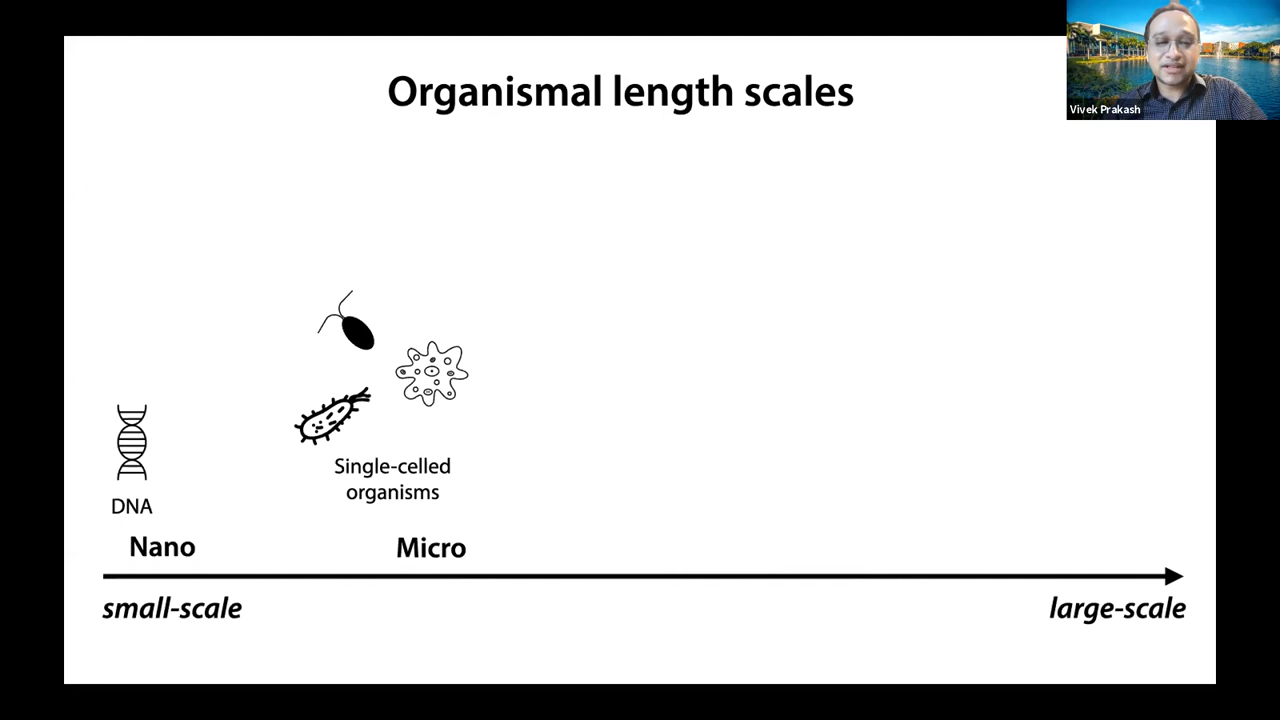 Organismal length scales
Vivek Prakash
Single-celled
organisms
DNA
Nano
Micro
small-scale
large-scale